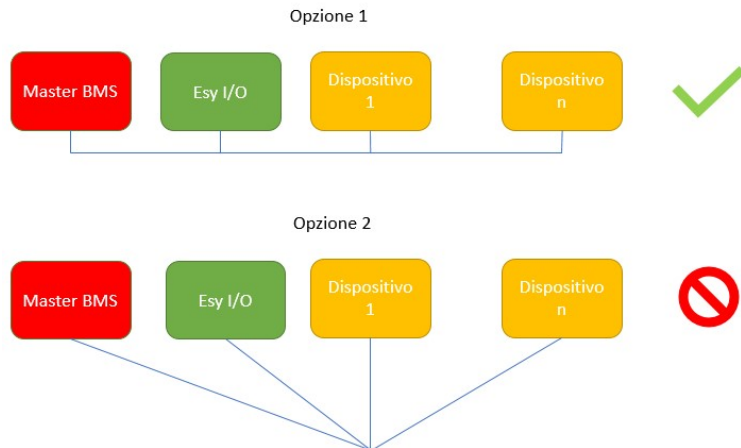 Opzione 1
Master BMS
Esy I/O
Dispositivo
1
Dispositivo
n
Opzione 2
Master BMS
Esy I/O
Dispositivo
1
Dispositivo
n